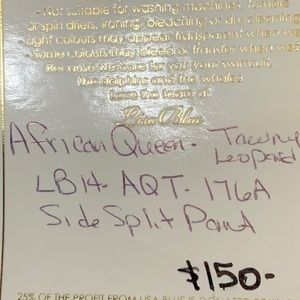 Not suitable for washing machines, tumble
or spin driers, ironing, bleaching or dry cleaning
Light colours may appear transparent when wet
Some colours may bleed or transfer when wet
Because we care for you, your swimsuit,
the dolphins and the whales
Love the team at
Lisa Blue
African Queen - Tawny
Leopard
LB14-AQT-176A
Side Split Pant
$150-
25% OF THE PROFIT FROM LISA BLUE IS